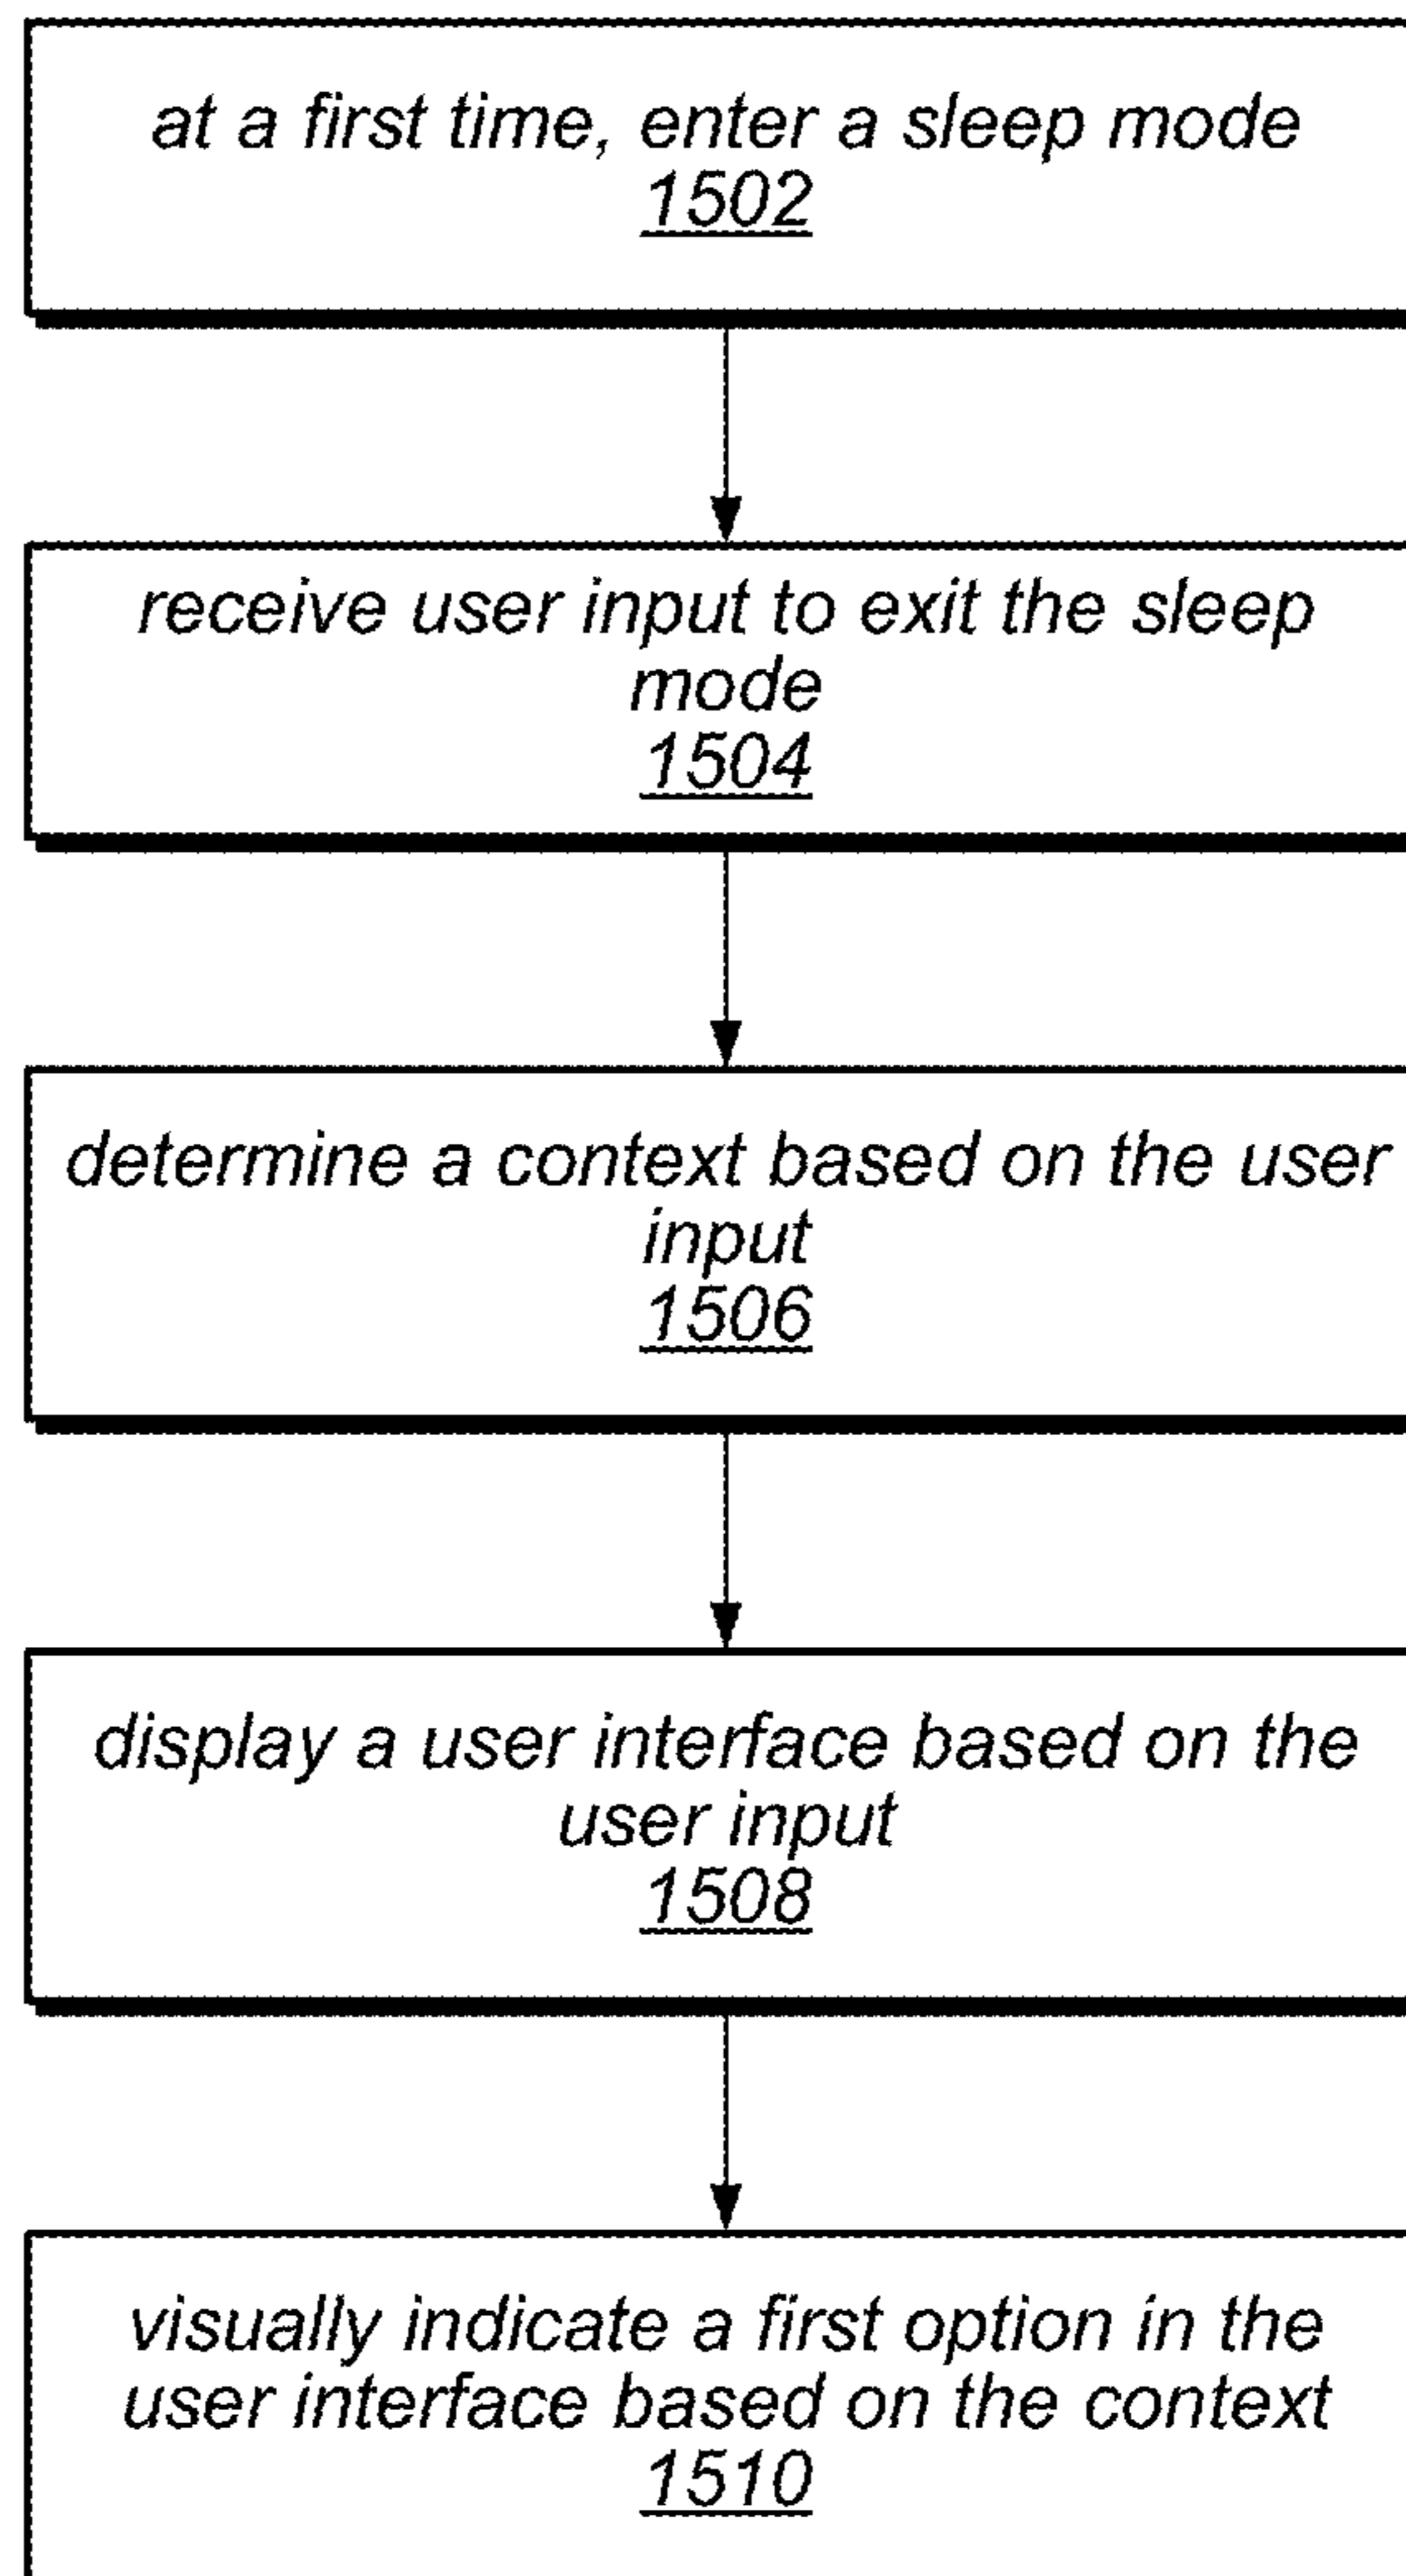 at a first time, enter a sleep mode
1502
receive user input to exit the sleep
mode
1504
determine a context based on the user
input
1506
display a user interface based on the
user input
1508
visually indicate a first option in the
user interface based on the context
1510